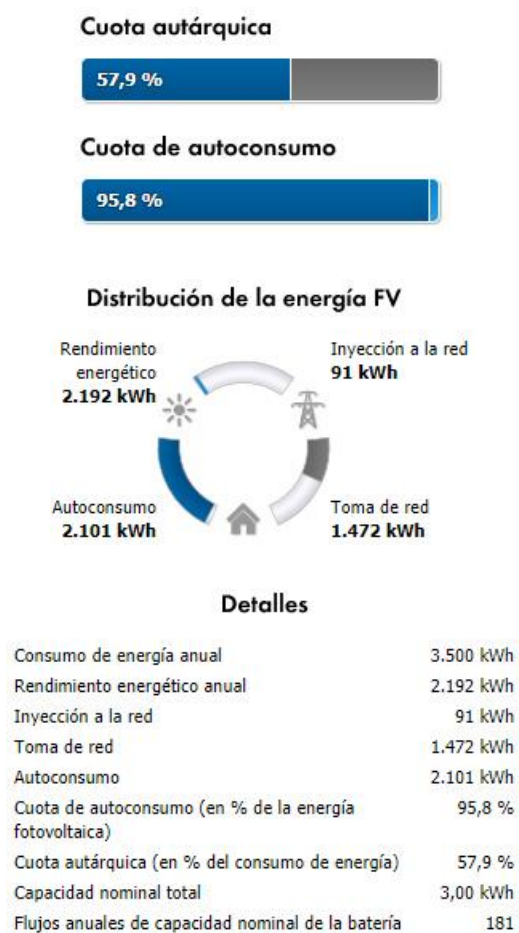 Cuota autárquica
57,9 %
Cuota de autoconsumo
95,8 %
Distribución de la energía FV
Rendimiento
energético
2.192 kWh
Inyección a la red
91 kWh
Autoconsumo
2.101 kWh
Toma de red
1.472 kWh
Detalles
Consumo de energía anual 3.500 kWh
Rendimiento energético anual 2.192 kWh
Inyección a la red 91 kWh
Toma de red 1.472 kWh
Autoconsumo 2.101 kWh
Cuota de autoconsumo (en % de la energía 95,8 %
fotovoltaica)
Cuota autárquica (en % del consumo de energía) 57,9 %
Capacidad nominal total 3,00 kWh
Flujos anuales de capacidad nominal de la batería 181